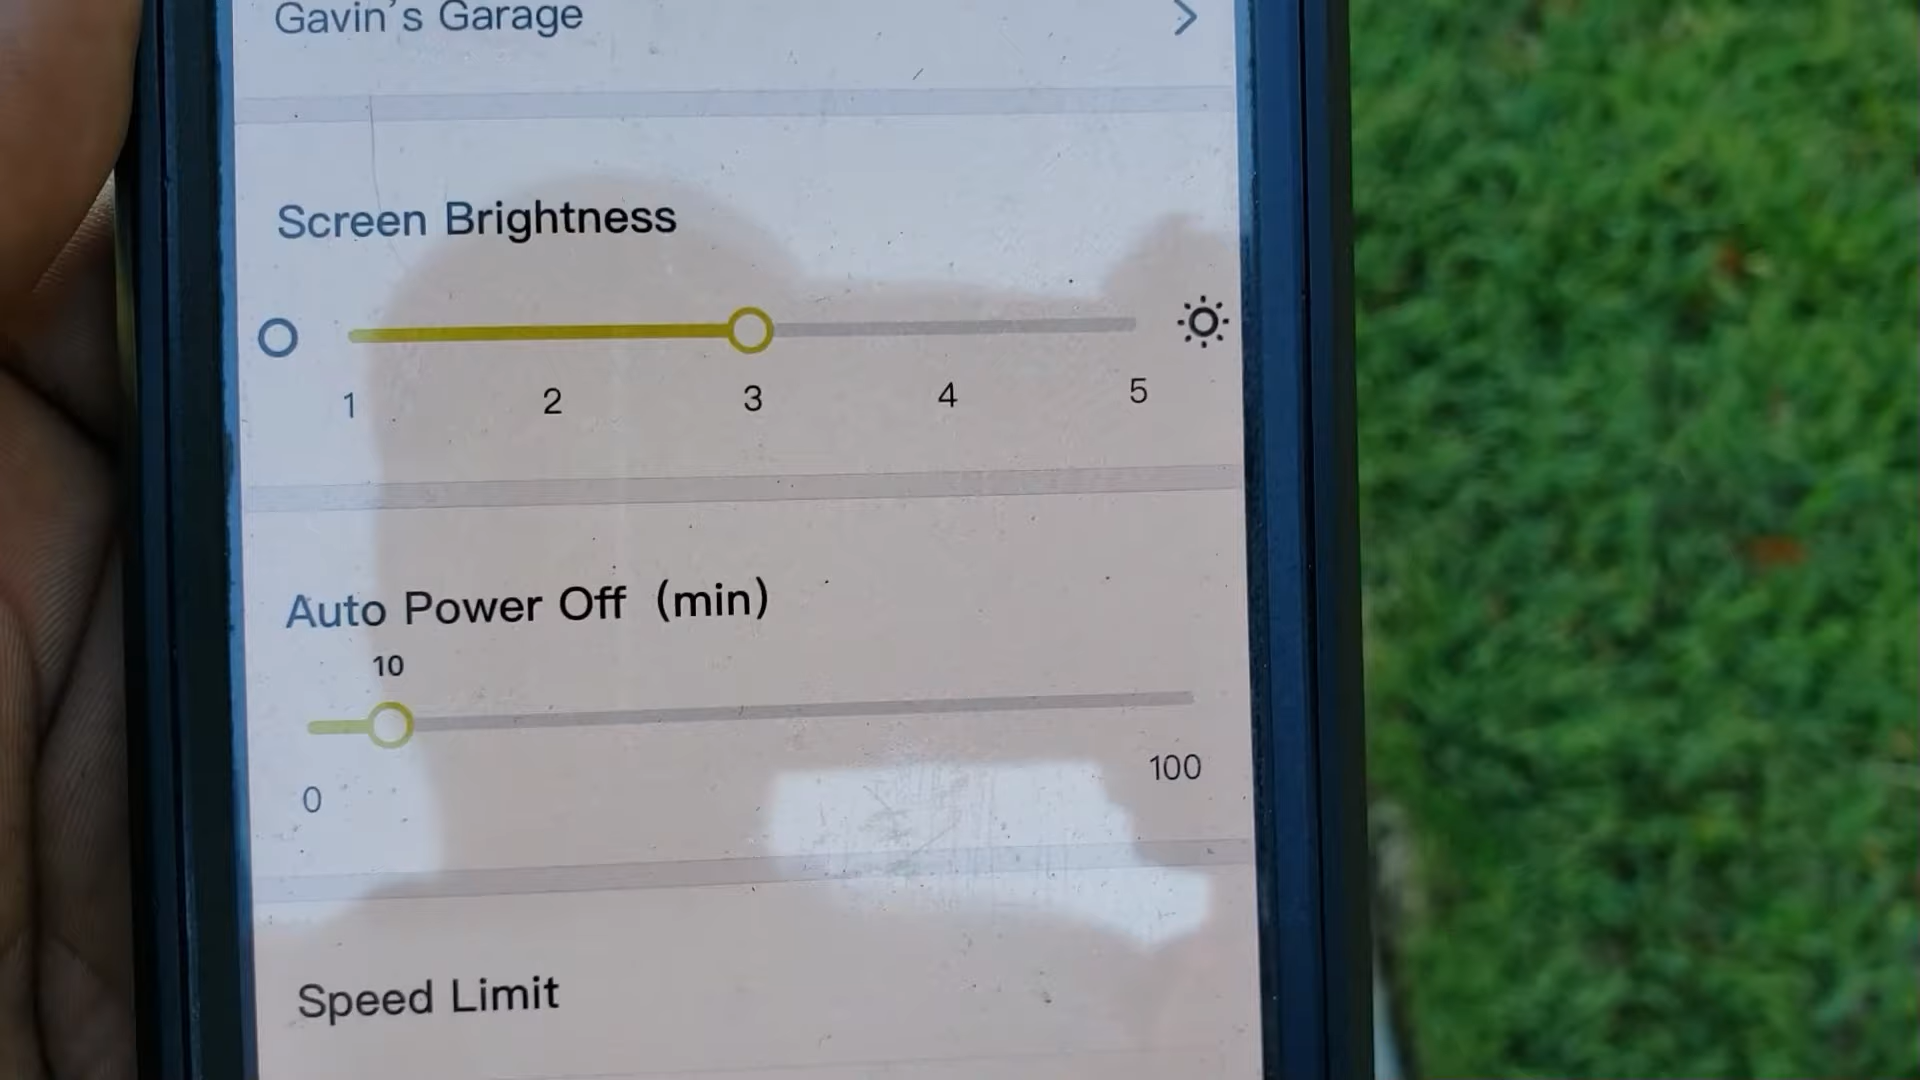 Gavin's Garage
Screen Brightness
1 2 3 4 5
Auto Power Off (min)
10
0 100
Speed Limit